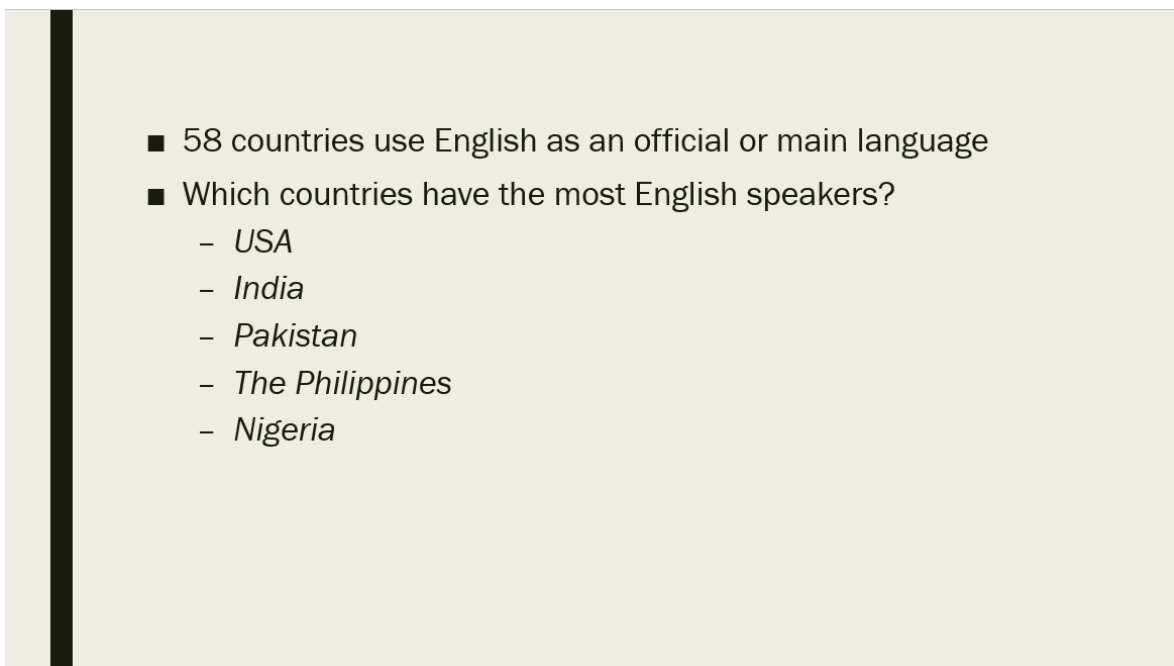 ■ 58 countries use English as an official or main language
■ Which countries have the most English speakers?
– USA
– India
– Pakistan
– The Philippines
– Nigeria